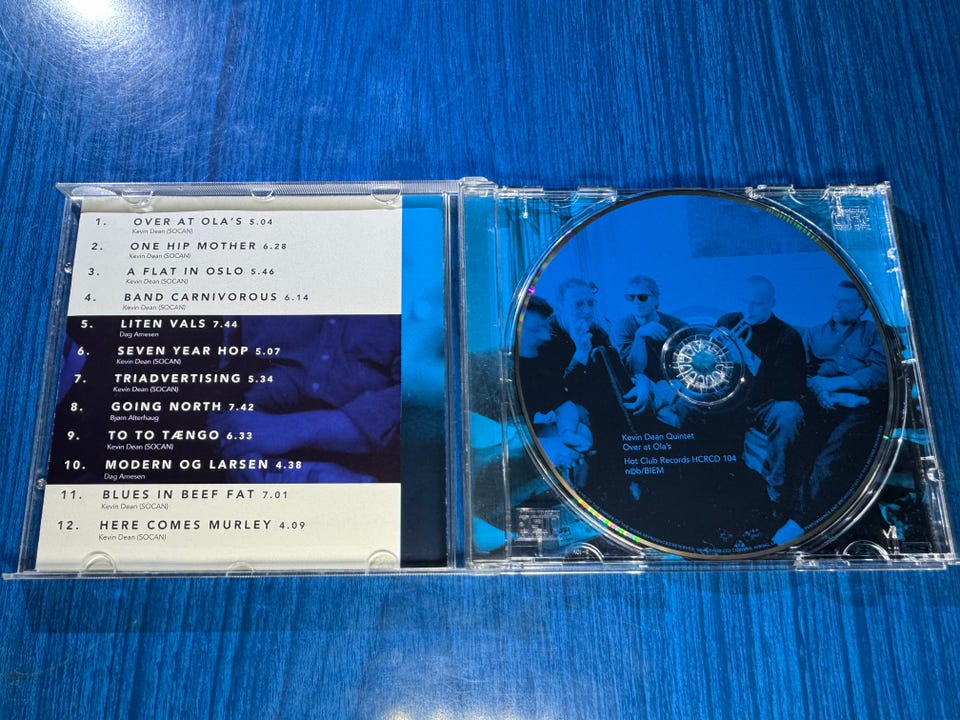 1. OVER AT OLA'S 5.04
Kevin Dean (SOCAN)
2. ONE HIP MOTHER 6.28
Kevin Dean (SOCAN)
3. A FLAT IN OSLO 5.46
Kevin Dean (SOCAN)
4. BAND CARNIVOROUS 6.14
Kevin Dean (SOCAN)
5. LITEN VALS 7.44
Dag Arnesen
6. SEVEN YEAR HOP 5.07
Kevin Dean (SOCAN)
7. TRIADVERTISING 5.34
Kevin Dean (SOCAN)
8. GOING NORTH 7.42
Bjørn Alterhaug
9. TO TO TÆNGO 6.33
Kevin Dean (SOCAN)
10. MODERN OG LARSEN 4.38
Dag Arnesen
11. BLUES IN BEEF FAT 7.01
Kevin Dean (SOCAN)
12. HERE COMES MURLEY 4.09
Kevin Dean (SOCAN)
Kevin Dean Quintet
Over at Ola's
Hot Club Records HCRCD 104
n©b/BIEM